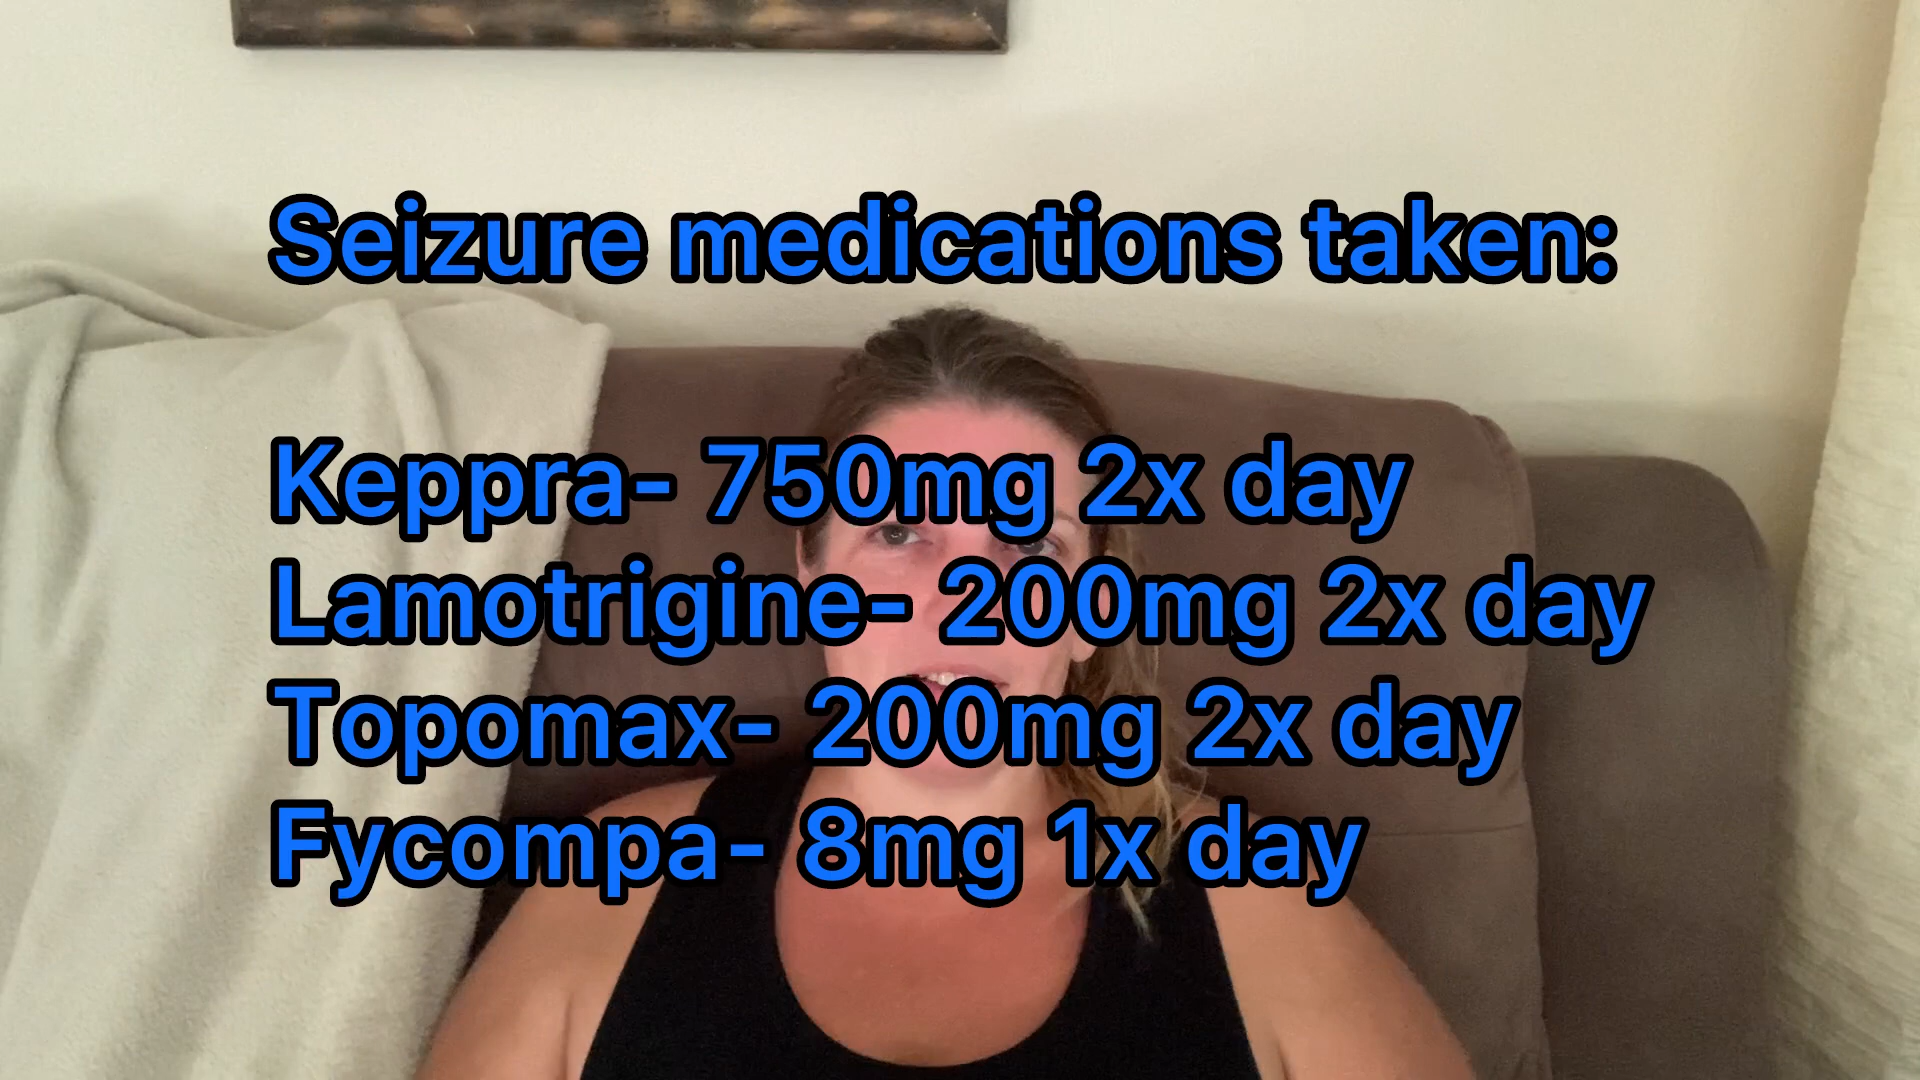 Seizure medications taken:
Keppra- 750mg 2x day
Lamotrigine- 200mg 2x day
Topomax- 200mg 2x day
Fycompa- 8mg 1x day